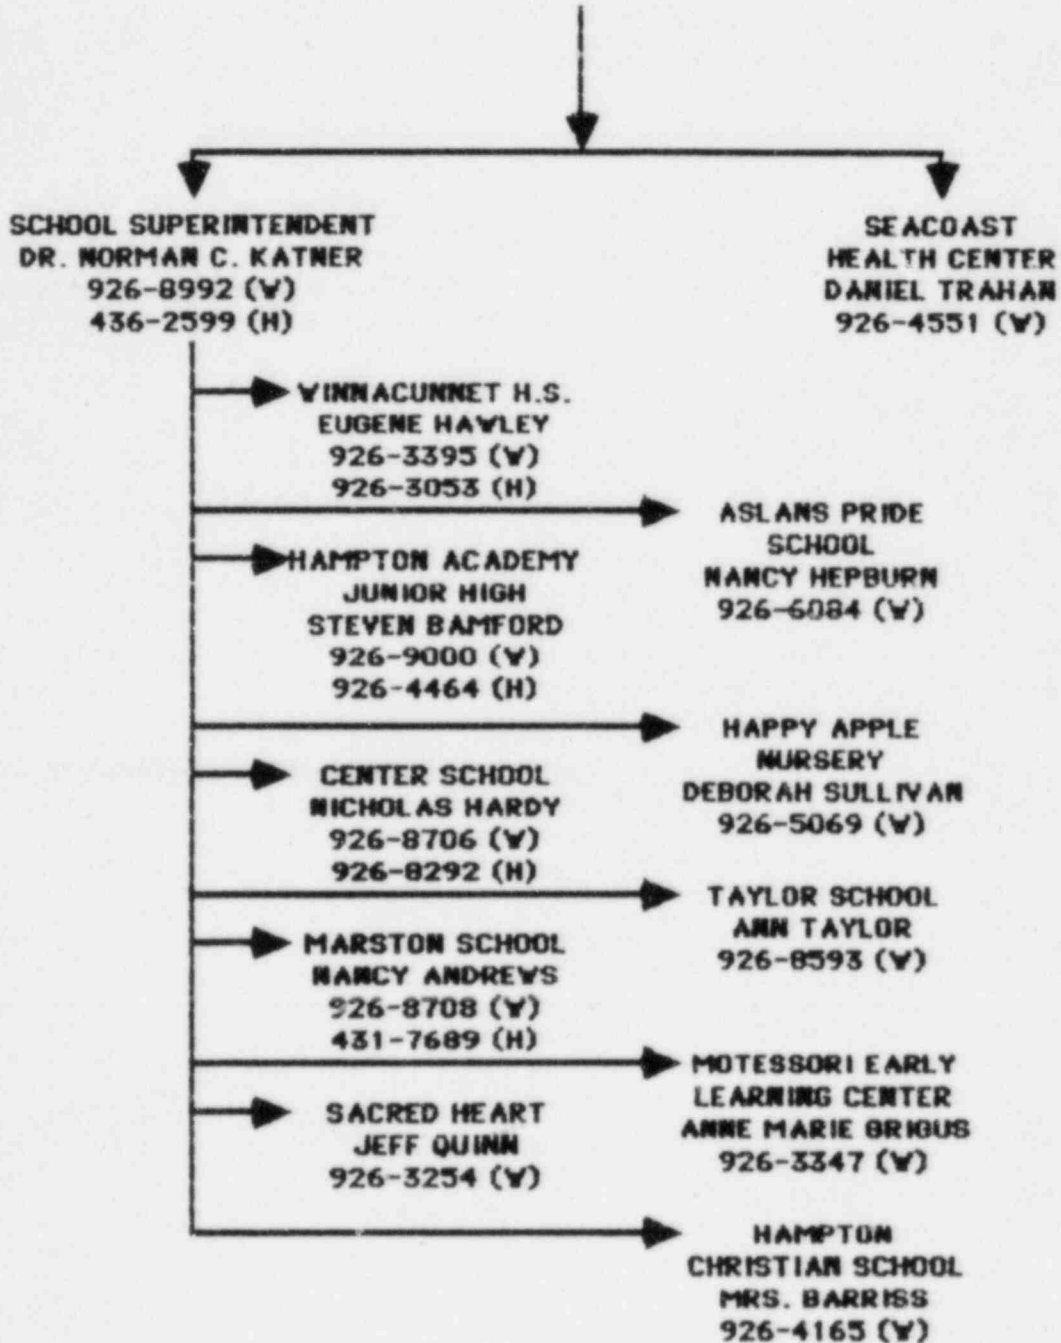 SCHOOL SUPERINTENDENT
DR. NORMAN C. KATNER
926-8992 (W)
436-2599 (H)
SEACOAST
HEALTH CENTER
DANIEL TRAHAN
926-4551 (W)
WINNACUNNET H.S.
EUGENE HAWLEY
926-3395 (W)
926-3053 (H)
ASLANS PRIDE
SCHOOL
NANCY HEPBURN
926-6084 (W)
HAMPTON ACADEMY
JUNIOR HIGH
STEVEN BAMFORD
926-9000 (W)
926-4464 (H)
HAPPY APPLE
NURSERY
DEBORAH SULLIVAN
926-5069 (W)
CENTER SCHOOL
NICHOLAS HARDY
926-8706 (W)
926-8292 (H)
TAYLOR SCHOOL
ANN TAYLOR
926-8593 (W)
MARSTON SCHOOL
NANCY ANDREWS
926-8708 (W)
431-7689 (H)
MOTESSORI EARLY
LEARNING CENTER
ANNE MARIE BRIGUS
926-3347 (W)
SACRED HEART
JEFF QUINN
926-3254 (W)
HAMPTON
CHRISTIAN SCHOOL
MRS. BARRISS
926-4165 (W)